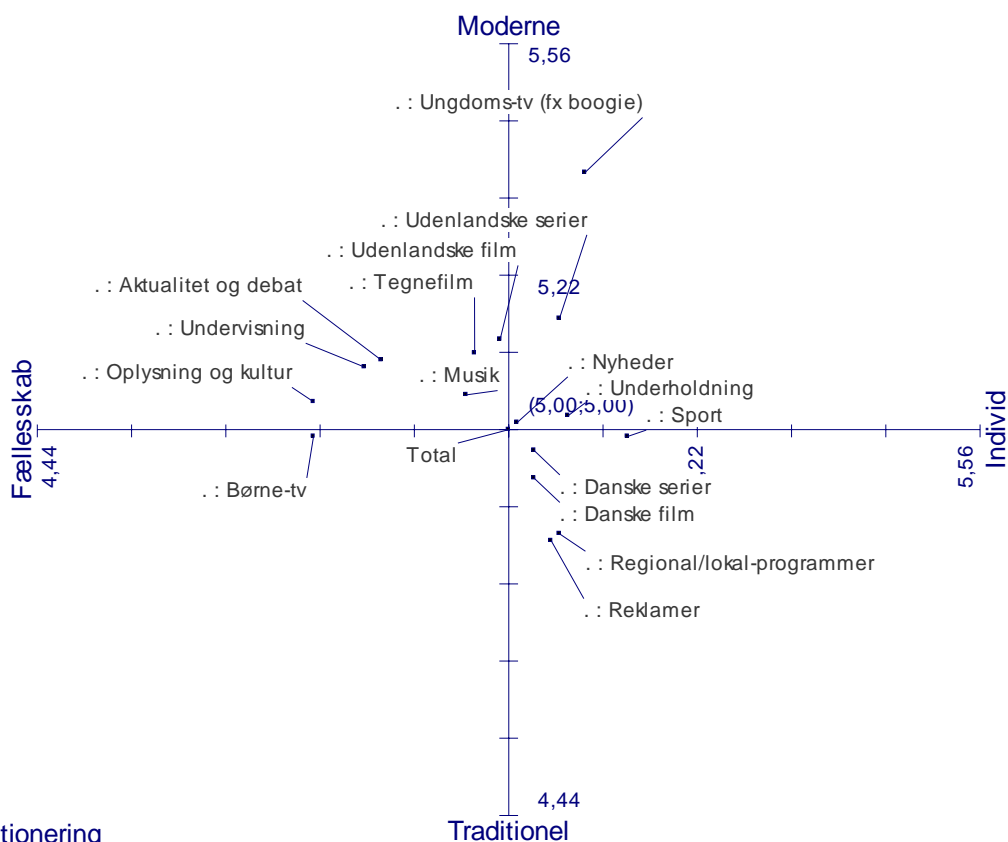 Moderne
5,56
. : Ungdoms-tv (fx boogie)
. : Udenlandske serier
. : Udenlandske film
. : Tegnefilm
. : Aktualitet og debat
5,22
. : Undervisning
. : Oplysning og kultur
. : Musik
. : Nyheder
. : Underholdning
(5,00;5,00)
. : Sport
Fællesskab
4,44
Total
,22
5,56
Individ
. : Børne-tv
. : Danske serier
. : Danske film
. : Regional/lokal-programmer
. : Reklamer
4,44
Traditionel
tionering